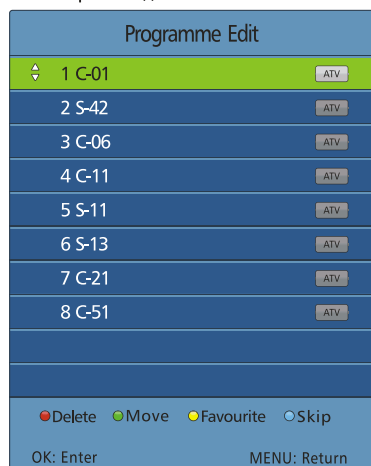 Programme Edit
1 C-01 ATV
2 S-42 ATV
3 C-06 ATV
4 C-11 ATV
5 S-11 ATV
6 S-13 ATV
7 C-21 ATV
8 C-51 ATV
Delete Move Favourite Skip
OK: Enter MENU: Return